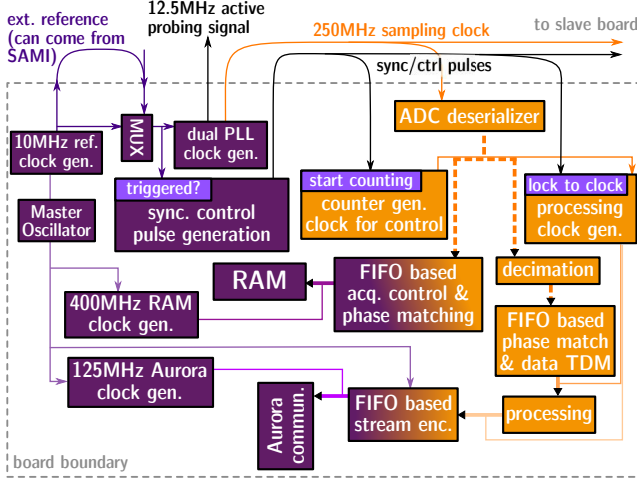 ext. reference
(can come from
SAMI)
12.5MHz active
probing signal
250MHz sampling clock
to slave board
sync/ctrl pulses
MUX
10MHz ref.
clock gen.
dual PLL
clock gen.
ADC deserializer
triggered?
sync. control
pulse generation
start counting
counter gen.
clock for control
lock to clock
processing
clock gen.
Master
Oscillator
RAM
FIFO based
acq. control &
phase matching
decimation
400MHz RAM
clock gen.
FIFO based
phase match
& data TDM
125MHz Aurora
clock gen.
Aurora
commun.
FIFO based
stream enc.
processing
board boundary